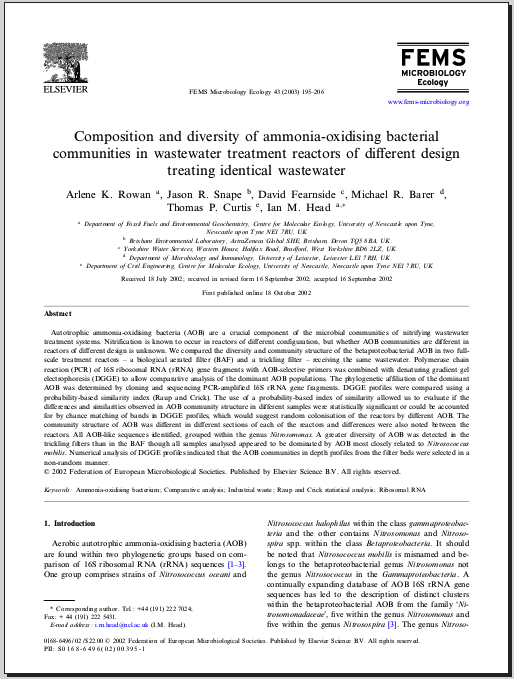 ELSEVIER
FEMS Microbiology Ecology 43 (2003) 195-206
FEMS
MICROBIOLOGY
Ecology
www.fems-microbiology.org
Composition and diversity of ammonia-oxidising bacterial
communities in wastewater treatment reactors of different design
treating identical wastewater
Arlene K. Rowan a, Jason R. Snape b, David Fearnside c, Michael R. Barer d,
Thomas P. Curtis e, Ian M. Head a,*
a Department of Fossil Fuels and Environmental Geochemistry, Centre for Molecular Ecology, University of Newcastle upon Tyne,
Newcastle upon Tyne NE1 7RU, UK
b Brixham Environmental Laboratory, AstraZeneca Global SHE, Brixham, Devon TQ5 8BA, UK
c Yorkshire Water Services, Western House, Halifax Road, Bradford, West Yorkshire BD6 2LZ, UK
d Department of Microbiology and Immunology, University of Leicester, Leicester LE1 7RH, UK
e Department of Civil Engineering, Centre for Molecular Ecology, University of Newcastle, Newcastle upon Tyne NE1 7RU, UK
Received 18 July 2002; received in revised form 16 September 2002; accepted 16 September 2002
First published online 18 October 2002
Abstract
Autotrophic ammonia-oxidising bacteria (AOB) are a crucial component of the microbial communities of nitrifying wastewater
treatment systems. Nitrification is known to occur in reactors of different configuration, but whether AOB communities are different in
reactors of different design is unknown. We compared the diversity and community structure of the betaproteobacterial AOB in two full-
scale treatment reactors – a biological aerated filter (BAF) and a trickling filter – receiving the same wastewater. Polymerase chain
reaction (PCR) of 16S ribosomal RNA (rRNA) gene fragments with AOB-selective primers was combined with denaturing gradient gel
electrophoresis (DGGE) to allow comparative analysis of the dominant AOB populations. The phylogenetic affiliation of the dominant
AOB was determined by cloning and sequencing PCR-amplified 16S rRNA gene fragments. DGGE profiles were compared using a
probability-based similarity index (Raup and Crick). The use of a probability-based index of similarity allowed us to evaluate if the
differences and similarities observed in AOB community structure in different samples were statistically significant or could be accounted
for by chance matching of bands in DGGE profiles, which would suggest random colonisation of the reactors by different AOB. The
community structure of AOB was different in different sections of each of the reactors and differences were also noted between the
reactors. All AOB-like sequences identified, grouped within the genus Nitrosomonas. A greater diversity of AOB was detected in the
trickling filters than in the BAF though all samples analysed appeared to be dominated by AOB most closely related to Nitrosococcus
mobilis. Numerical analysis of DGGE profiles indicated that the AOB communities in depth profiles from the filter beds were selected in a
non-random manner.
© 2002 Federation of European Microbiological Societies. Published by Elsevier Science B.V. All rights reserved.
Keywords: Ammonia-oxidising bacterium; Comparative analysis; Industrial waste; Raup and Crick statistical analysis; Ribosomal RNA
1. Introduction
Aerobic autotrophic ammonia-oxidising bacteria (AOB)
are found within two phylogenetic groups based on com-
parison of 16S ribosomal RNA (rRNA) sequences [1–3].
One group comprises strains of Nitrosococcus oceani and
* Corresponding author. Tel.: +44 (191) 222 7024;
Fax: +44 (191) 222 5431.
E-mail address: i.m.head@ncl.ac.uk (I.M. Head).
Nitrosococcus halophilus within the class gammaproteobac-
teria and the other contains Nitrosomonas and Nitroso-
spira spp. within the class Betaproteobacteria. It should
be noted that Nitrosococcus mobilis is misnamed and be-
longs to the betaproteobacterial genus Nitrosomonas not
the genus Nitrosococcus in the Gammaproteobacteria. A
continually expanding database of AOB 16S rRNA gene
sequences has led to the description of distinct clusters
within the betaproteobacterial AOB from the family 'Ni-
trosomonadaceae', five within the genus Nitrosomonas and
five within the genus Nitrosospira [3]. The genus Nitroso-
0168-6496/02/$22.00 © 2002 Federation of European Microbiological Societies. Published by Elsevier Science B.V. All rights reserved.
PII: S0168-6496(02)00395-1